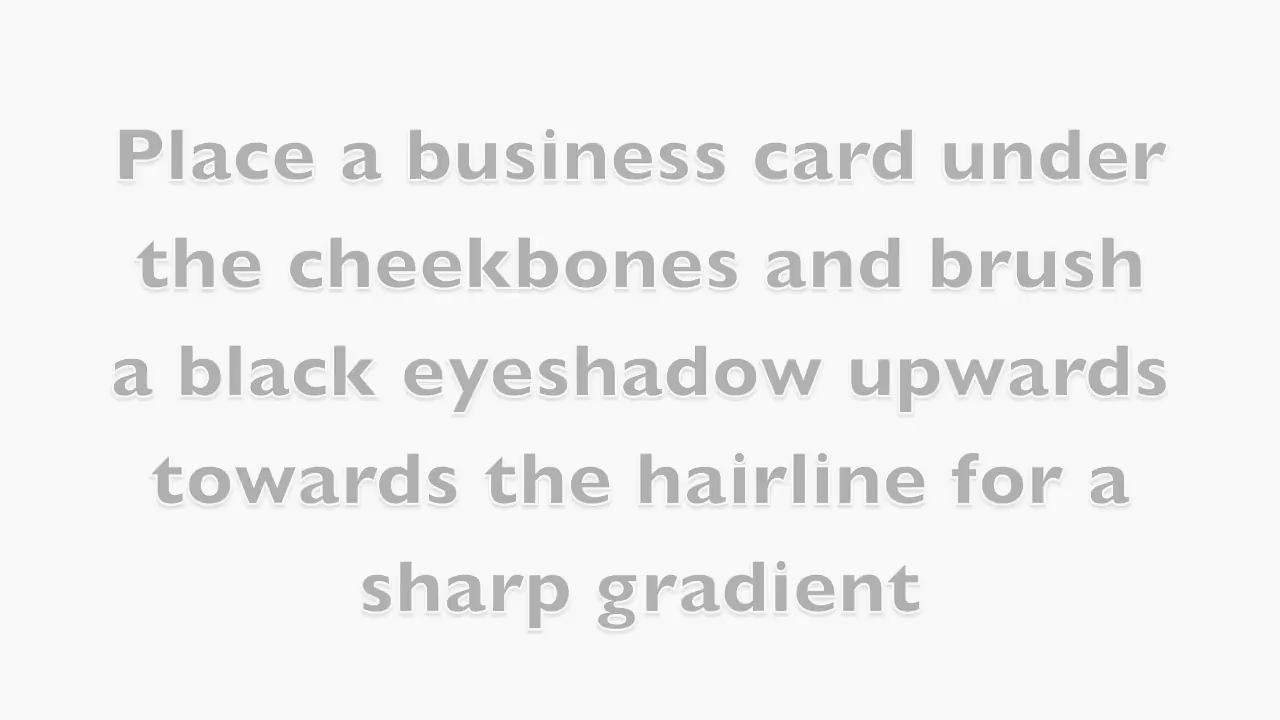 Place a business card under
the cheekbones and brush
a black eyeshadow upwards
towards the hairline for a
sharp gradient